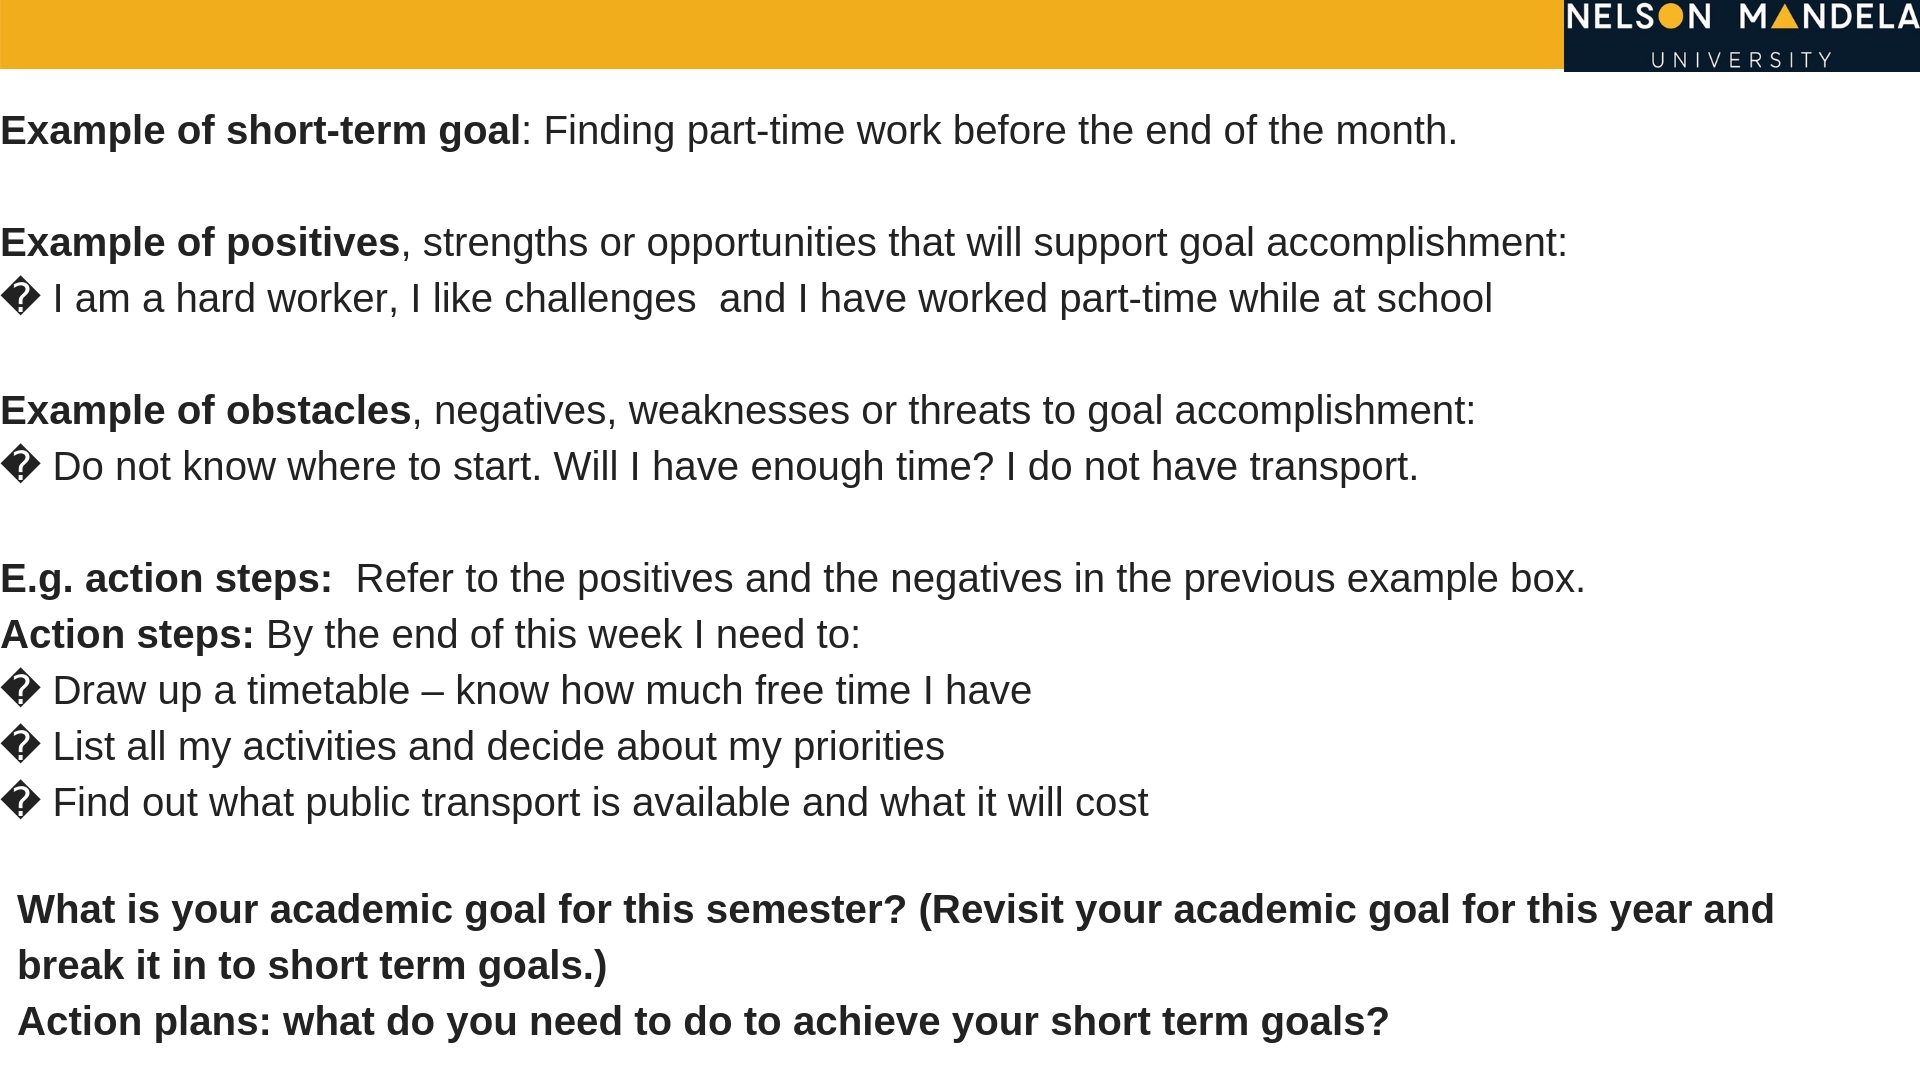 NELSON MANDELA
UNIVERSITY
Example of short-term goal: Finding part-time work before the end of the month.
Example of positives, strengths or opportunities that will support goal accomplishment:
� I am a hard worker, I like challenges  and I have worked part-time while at school
Example of obstacles, negatives, weaknesses or threats to goal accomplishment:
� Do not know where to start. Will I have enough time? I do not have transport.
E.g. action steps:  Refer to the positives and the negatives in the previous example box.
Action steps: By the end of this week I need to:
� Draw up a timetable – know how much free time I have
� List all my activities and decide about my priorities
� Find out what public transport is available and what it will cost
What is your academic goal for this semester? (Revisit your academic goal for this year and
break it in to short term goals.)
Action plans: what do you need to do to achieve your short term goals?